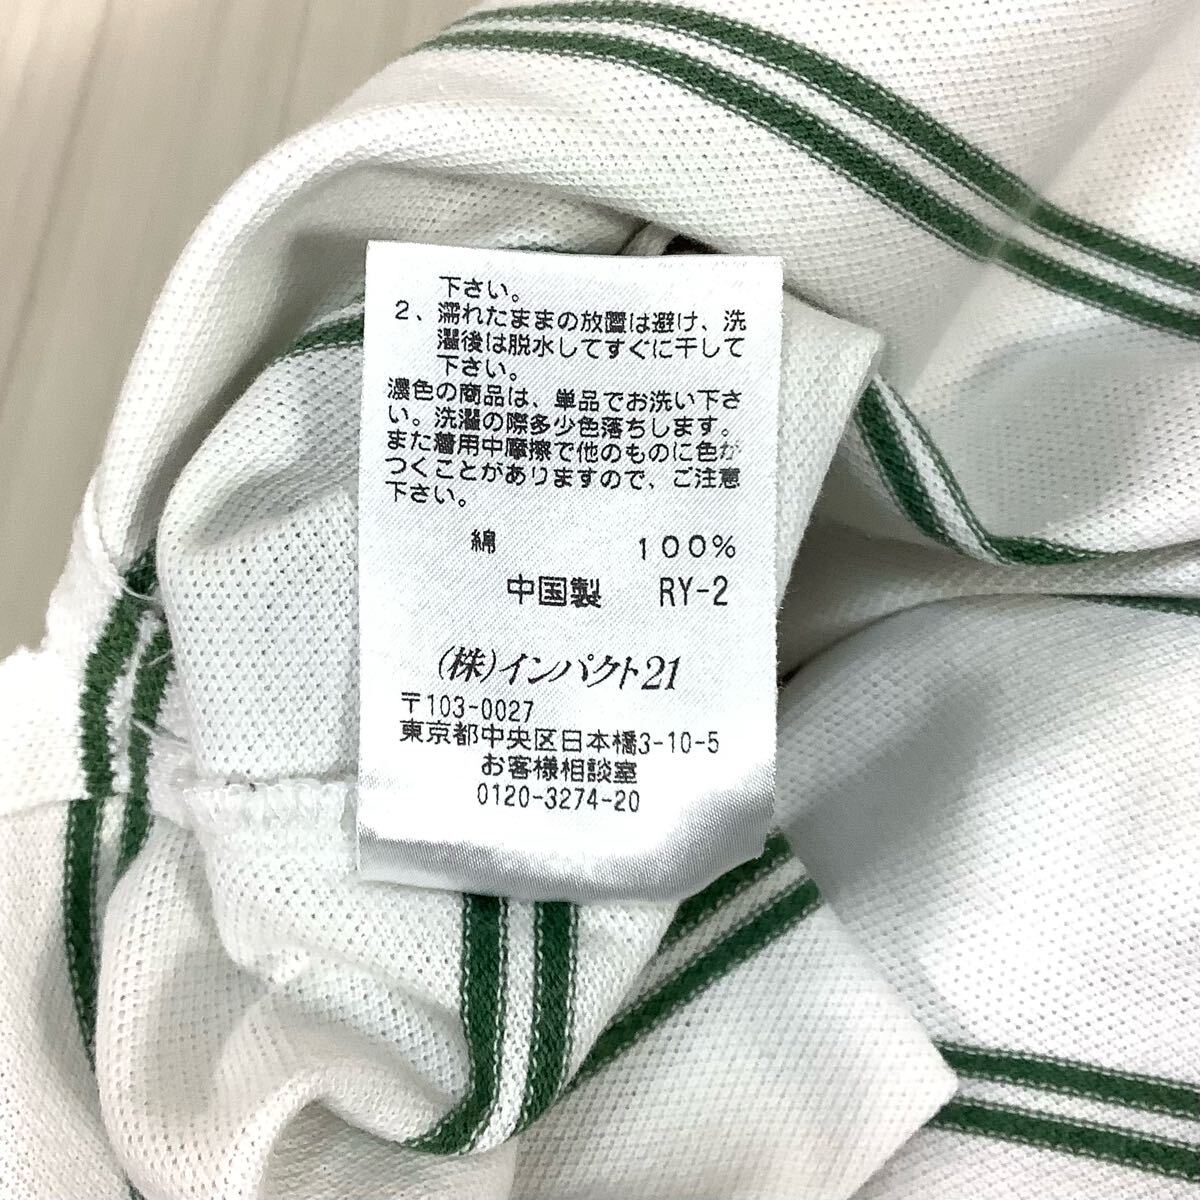 下さい。
2、濡れたままの放置は避け、洗
濯後は脱水してすぐに干して
下さい。
濃色の商品は、単品でお洗い下さ
い。洗濯の際多少色落ちします。
また着用中摩擦で他のものに色が
つくことがありますので、ご注意
下さい。
綿 100%
中国製 RY-2
(株)インパクト21
〒103-0027
東京都中央区日本橋3-10-5
お客様相談室
0120-3274-20